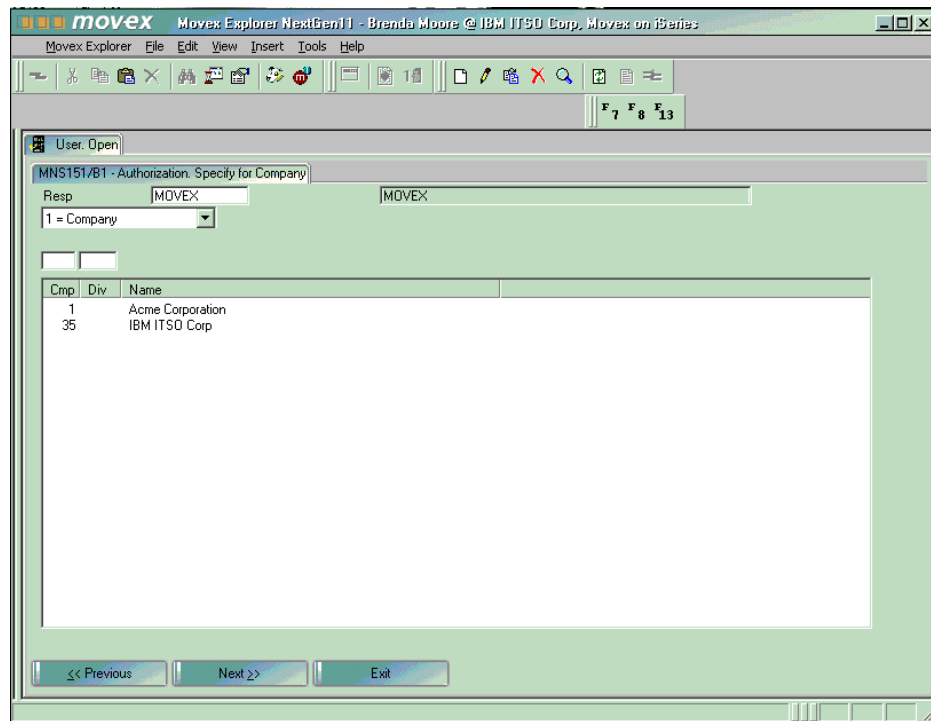 movex Movex Explorer NextGen11 - Brenda Moore @ IBM ITSO Corp, Movex on iSeries
Movex Explorer File Edit View Insert Tools Help
F7 F8 F13
User. Open
MNS151/B1 - Authorization. Specify for Company
Resp MOVEX MOVEX
1 = Company
Cmp Div Name
1 Acme Corporation
35 IBM ITSO Corp
<< Previous Next >> Exit